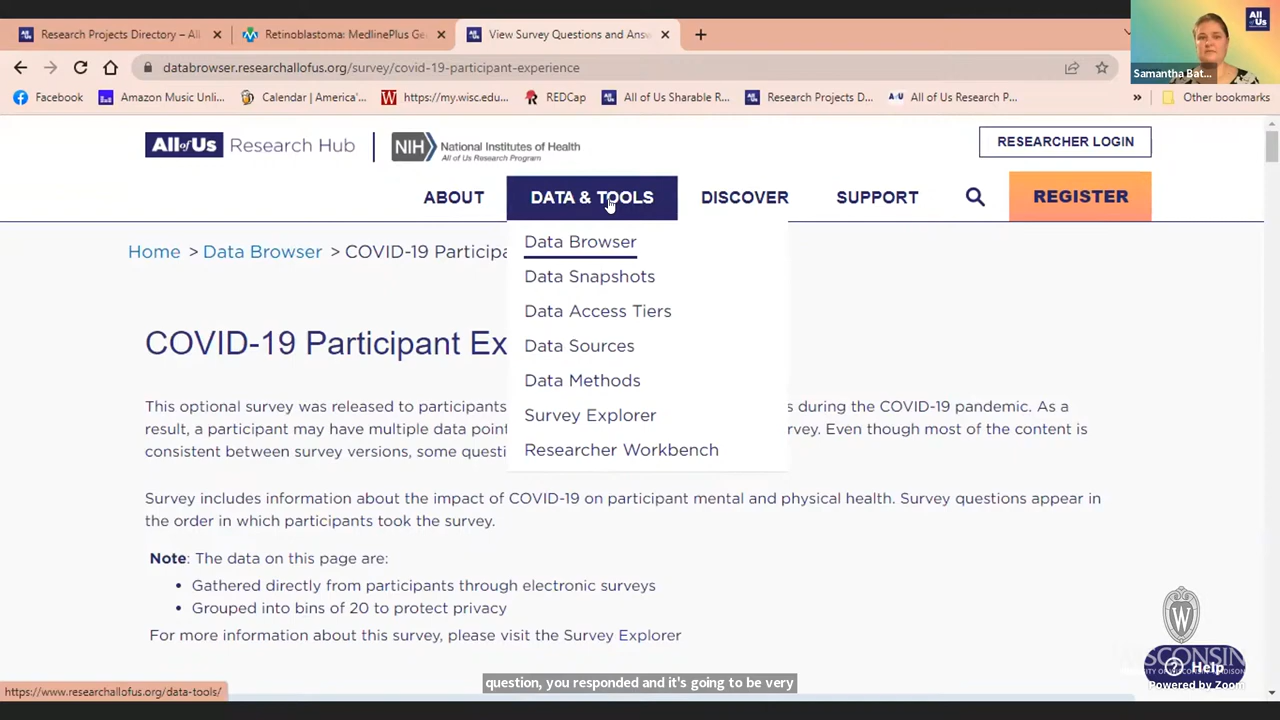 Research Projects Directory – All
Retinoblastoma: MedlinePlus Ge
View Survey Questions and Answ
All of Us
Samantha Bat...
databrowser.researchallofus.org/survey/covid-19-participant-experience
Facebook
Amazon Music Unli...
Calendar | America'...
https://my.wisc.edu...
REDCap
All of Us Sharable R...
Research Projects D...
All of Us Research P...
»
Other bookmarks
All of Us Research Hub
NIH National Institutes of Health
All of Us Research Program
RESEARCHER LOGIN
ABOUT
DATA & TOOLS
DISCOVER
SUPPORT
REGISTER
Home > Data Browser > COVID-19 Participa
Data Browser
Data Snapshots
Data Access Tiers
Data Sources
Data Methods
Survey Explorer
Researcher Workbench
COVID-19 Participant Ex
This optional survey was released to participants s during the COVID-19 pandemic. As a
result, a participant may have multiple data point rvey. Even though most of the content is
consistent between survey versions, some questi
Survey includes information about the impact of COVID-19 on participant mental and physical health. Survey questions appear in
the order in which participants took the survey.
Note: The data on this page are:
• Gathered directly from participants through electronic surveys
• Grouped into bins of 20 to protect privacy
For more information about this survey, please visit the Survey Explorer
W
WISCONSIN
? Help
Powered by Zoom
question, you responded and it's going to be very
https://www.researchallofus.org/data-tools/